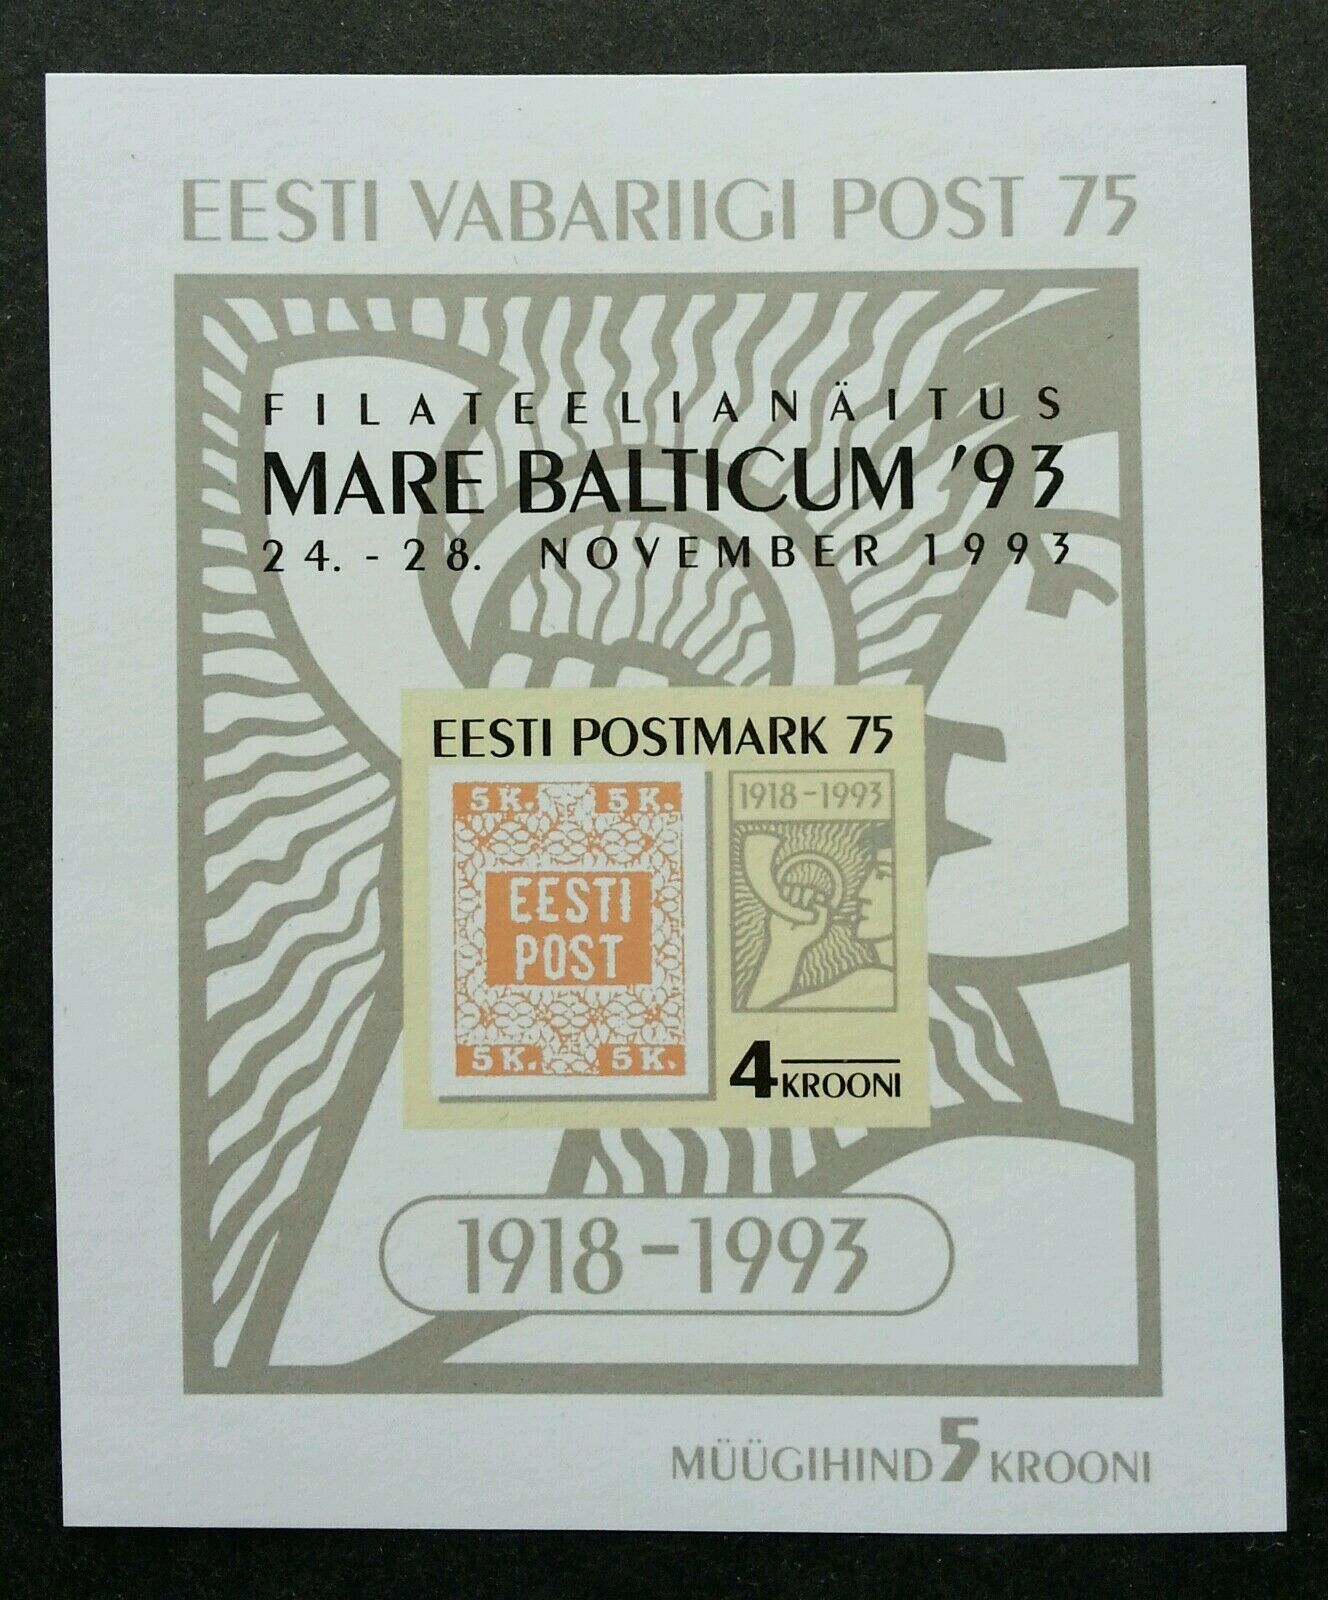 EESTI VABARIIGI POST 75
FILATEELIANÄITUS
MARE BALTICUM '93
24. - 28. NOVEMBER 1993
EESTI POSTMARK 75
5 K. 5 K.
EESTI
POST
5 K. 5 K.
1918-1993
4 KROONI
1918-1993
MÜÜGIHIND 5 KROONI